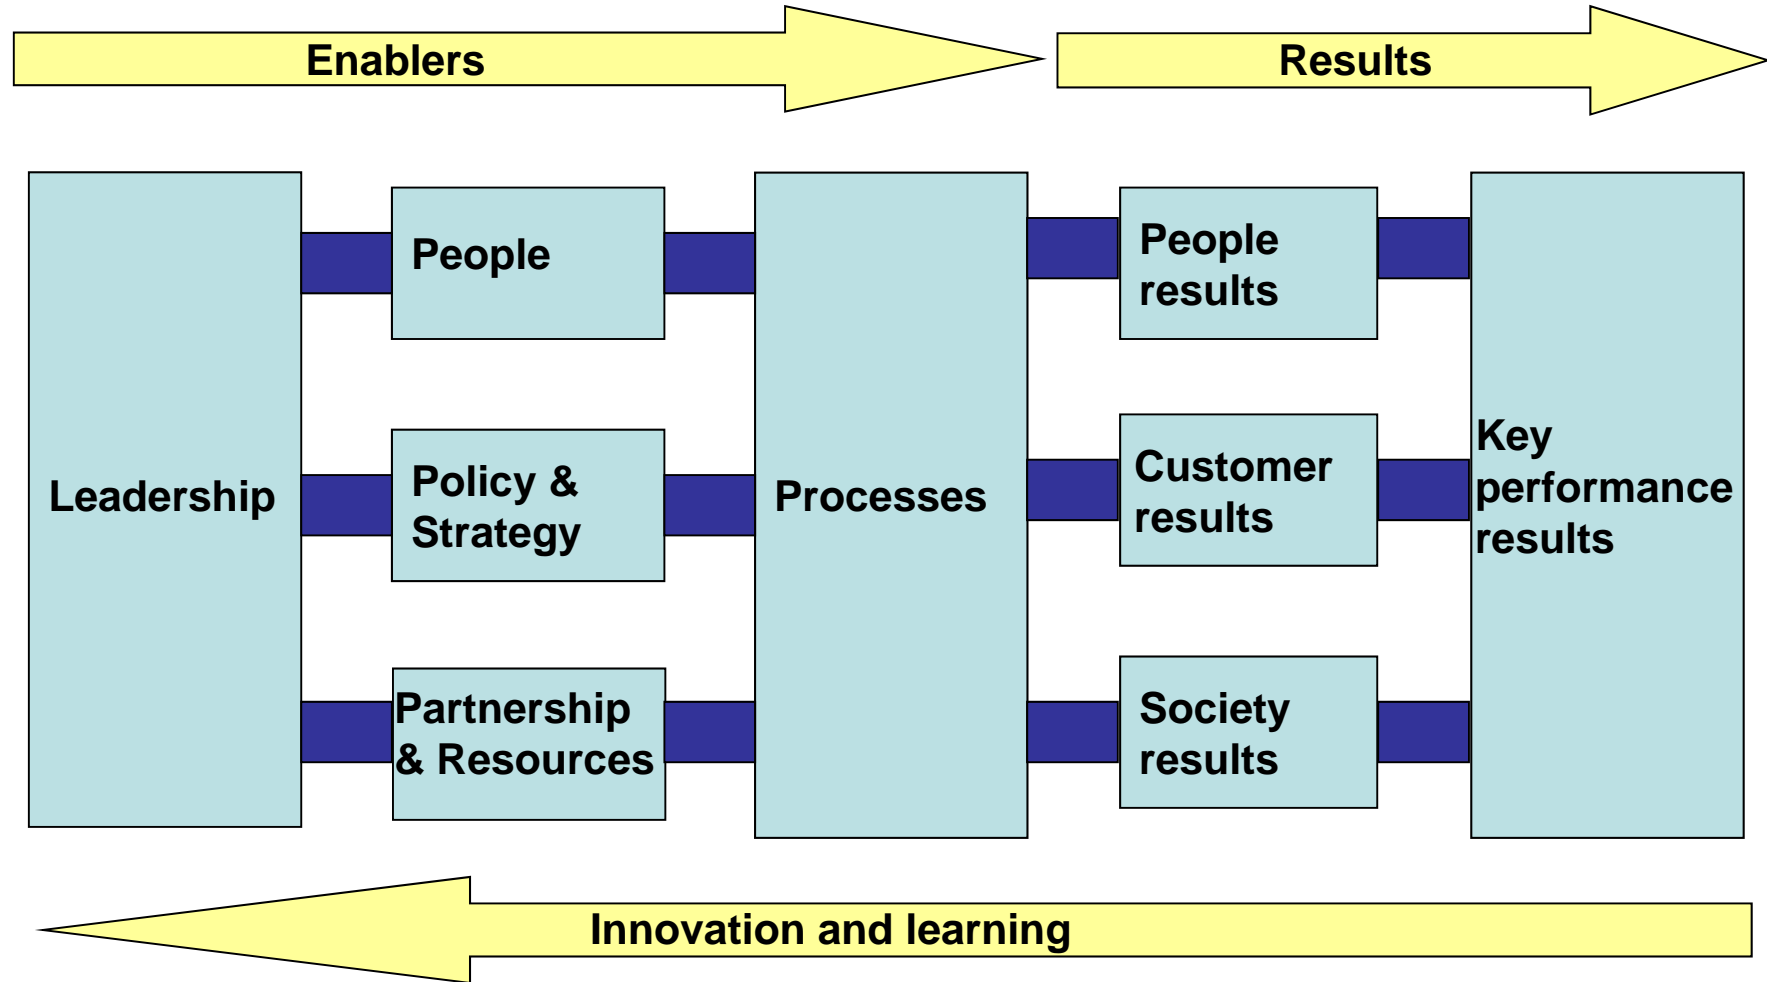 Enablers
Results
Leadership
People
Policy &
Strategy
Partnership
& Resources
Processes
People
results
Customer
results
Society
results
Key
performance
results
Innovation and learning